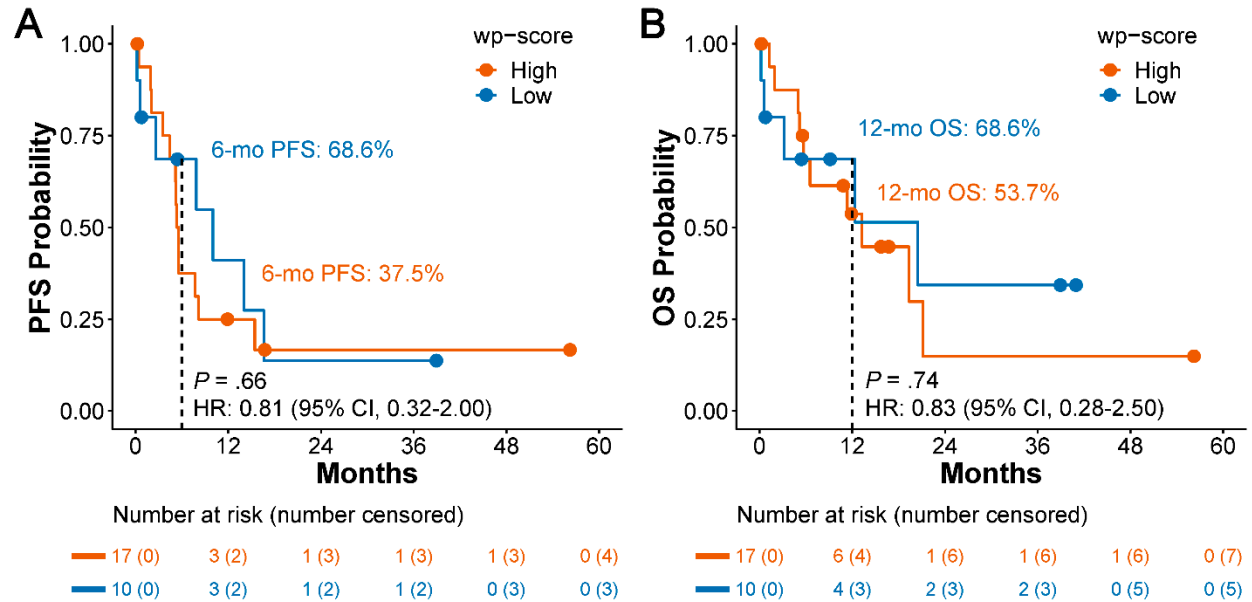 A
PFS Probability
1.00
0.75
0.50
0.25
0.00
wp-score
High
Low
6-mo PFS: 68.6%
6-mo PFS: 37.5%
P = .66
HR: 0.81 (95% CI, 0.32-2.00)
0 12 24 36 48 60
Months
Number at risk (number censored)
17 (0) 3 (2) 1 (3) 1 (3) 1 (3) 0 (4)
10 (0) 3 (2) 1 (2) 1 (2) 0 (3) 0 (3)
B
OS Probability
1.00
0.75
0.50
0.25
0.00
wp-score
High
Low
12-mo OS: 68.6%
12-mo OS: 53.7%
P = .74
HR: 0.83 (95% CI, 0.28-2.50)
0 12 24 36 48 60
Months
Number at risk (number censored)
17 (0) 6 (4) 1 (6) 1 (6) 1 (6) 0 (7)
10 (0) 4 (3) 2 (3) 2 (3) 0 (5) 0 (5)